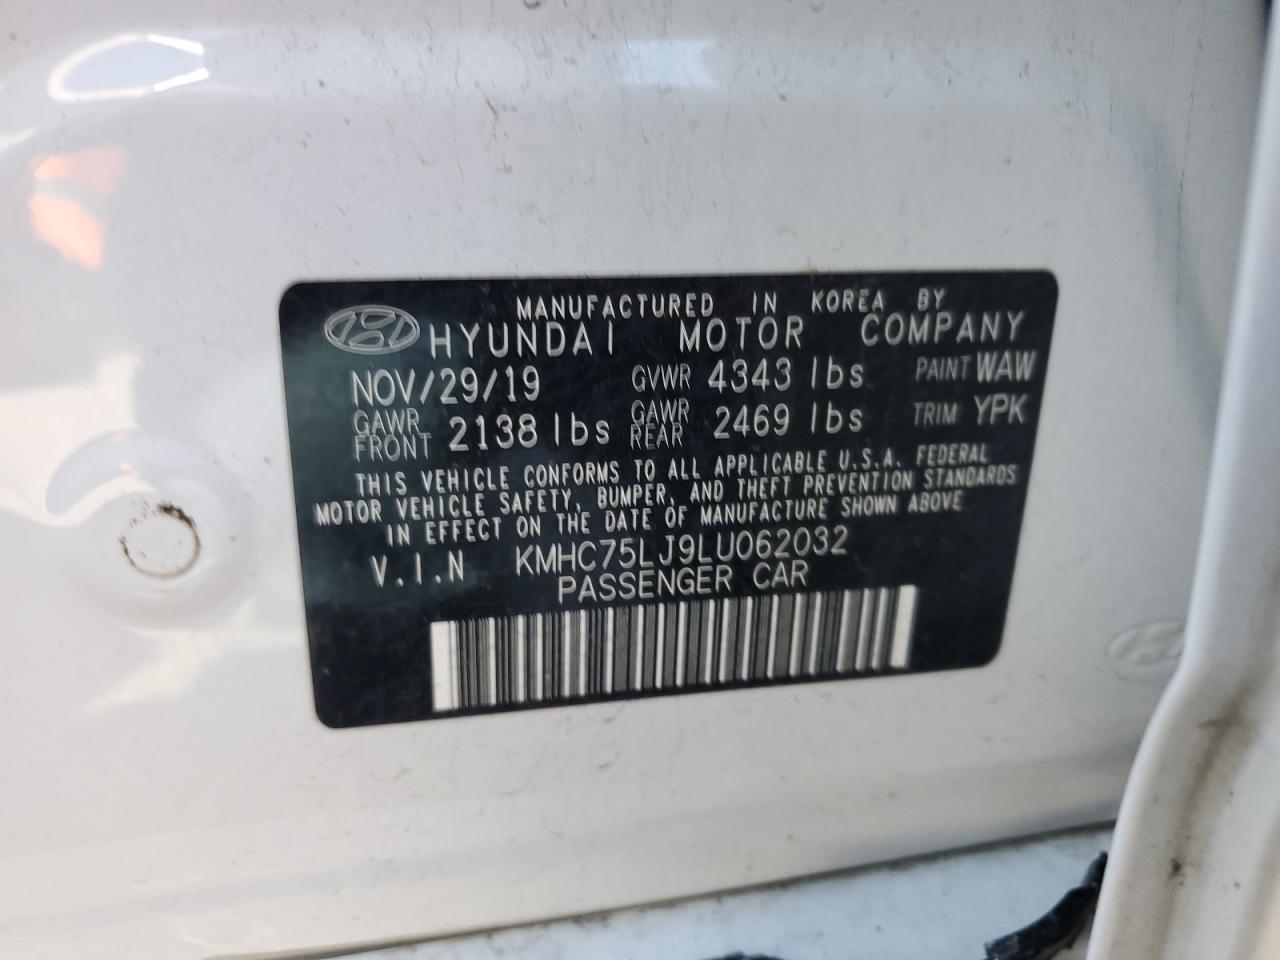 MANUFACTURED IN KOREA BY
HYUNDAI MOTOR COMPANY
NOV/29/19 GVWR 4343 lbs PAINT WAW
GAWR FRONT 2138 lbs GAWR REAR 2469 lbs TRIM YPK
THIS VEHICLE CONFORMS TO ALL APPLICABLE U.S.A. FEDERAL
MOTOR VEHICLE SAFETY, BUMPER, AND THEFT PREVENTION STANDARDS
IN EFFECT ON THE DATE OF MANUFACTURE SHOWN ABOVE
V.I.N KMHC75LJ9LU062032
PASSENGER CAR